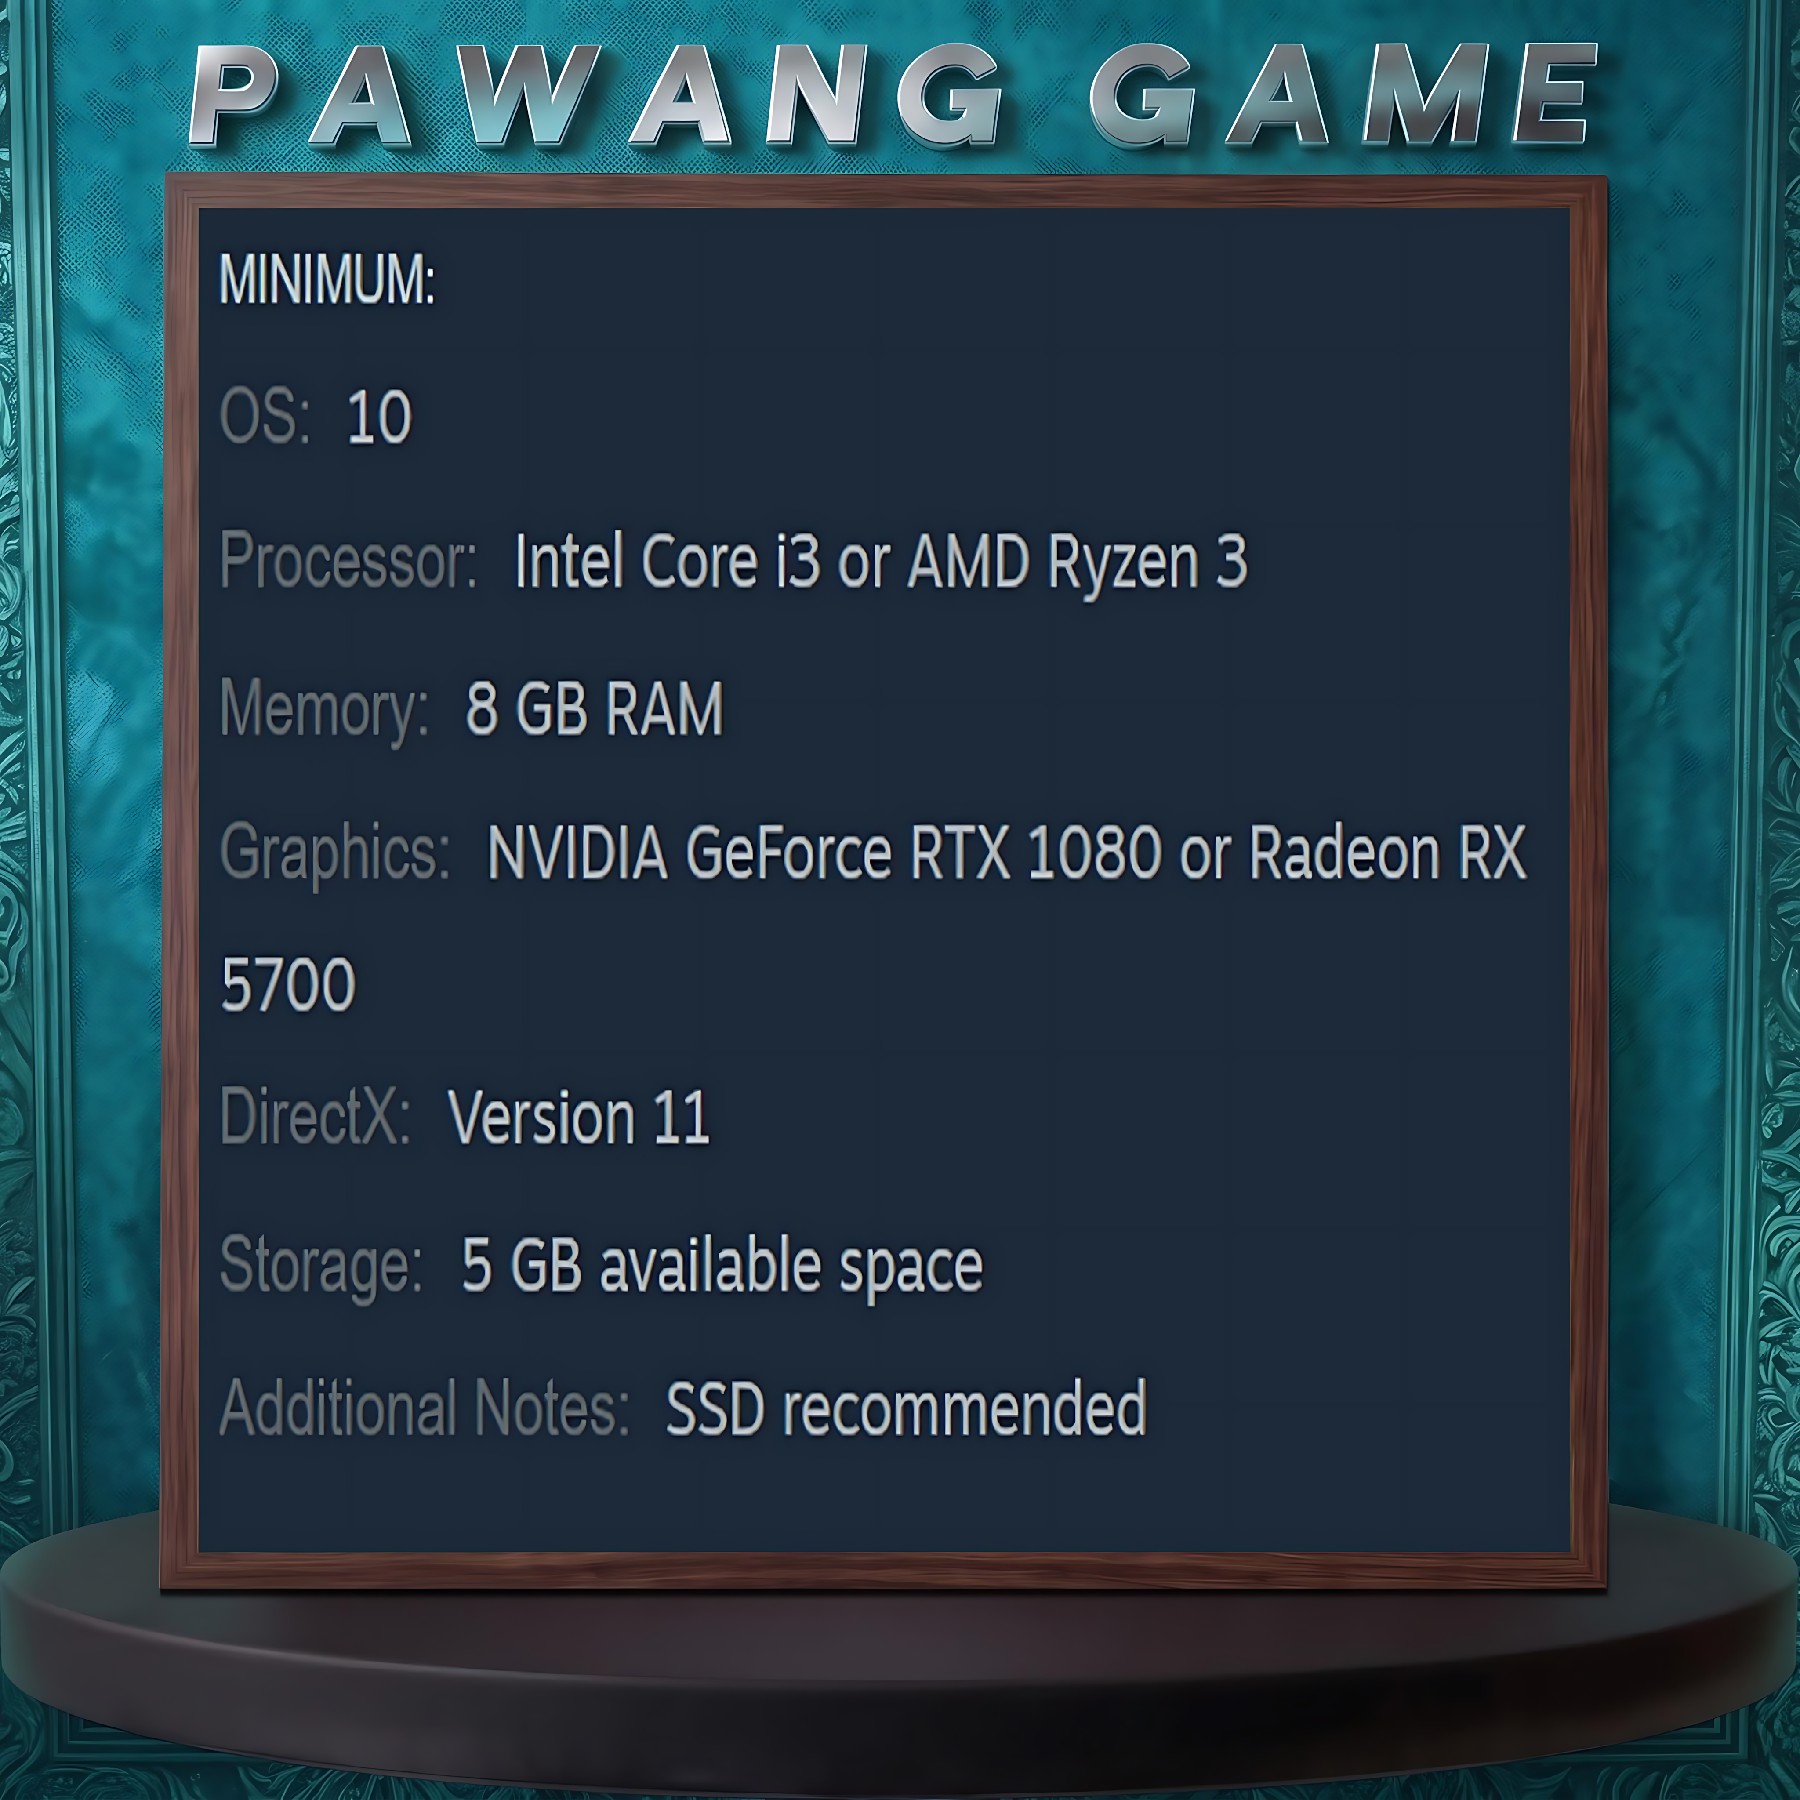 PAWANG GAME
MINIMUM:
OS: 10
Processor: Intel Core i3 or AMD Ryzen 3
Memory: 8 GB RAM
Graphics: NVIDIA GeForce RTX 1080 or Radeon RX
5700
DirectX: Version 11
Storage: 5 GB available space
Additional Notes: SSD recommended